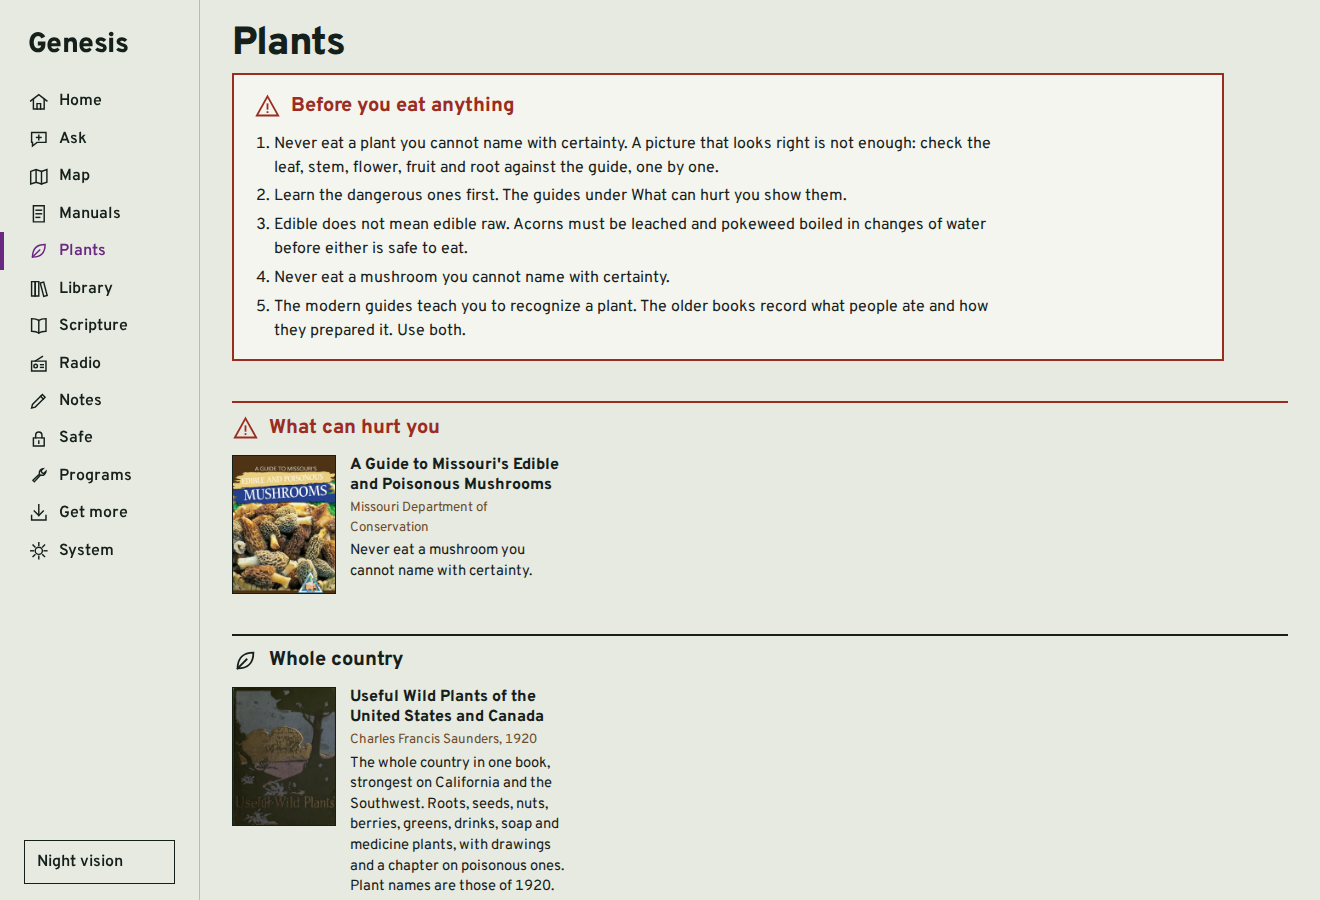 Genesis
Home
Ask
Map
Manuals
Plants
Library
Scripture
Radio
Notes
Safe
Programs
Get more
System
Night vision
Plants
Before you eat anything
1. Never eat a plant you cannot name with certainty. A picture that looks right is not enough: check the
leaf, stem, flower, fruit and root against the guide, one by one.
2. Learn the dangerous ones first. The guides under What can hurt you show them.
3. Edible does not mean edible raw. Acorns must be leached and pokeweed boiled in changes of water
before either is safe to eat.
4. Never eat a mushroom you cannot name with certainty.
5. The modern guides teach you to recognize a plant. The older books record what people ate and how
they prepared it. Use both.
What can hurt you
A GUIDE TO MISSOURI'S
EDIBLE AND POISONOUS
MUSHROOMS
A Guide to Missouri's Edible
and Poisonous Mushrooms
Missouri Department of
Conservation
Never eat a mushroom you
cannot name with certainty.
Whole country
Useful Wild Plants
Useful Wild Plants of the
United States and Canada
Charles Francis Saunders, 1920
The whole country in one book,
strongest on California and the
Southwest. Roots, seeds, nuts,
berries, greens, drinks, soap and
medicine plants, with drawings
and a chapter on poisonous ones.
Plant names are those of 1920.